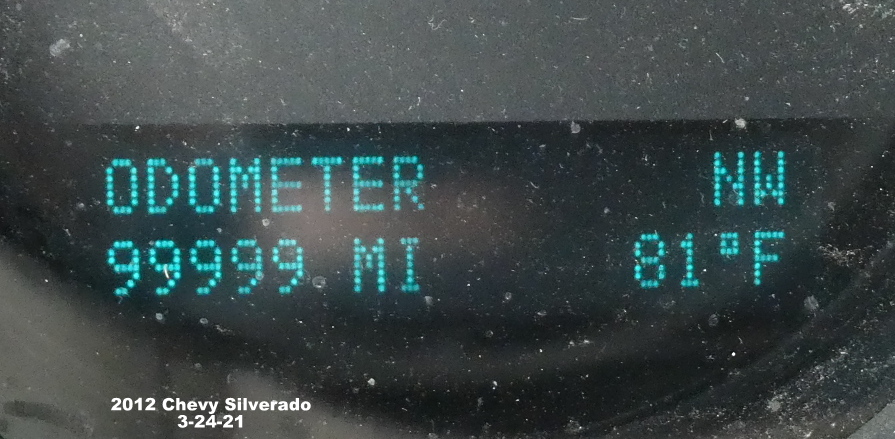 ODOMETER NW
99999 MI 81°F
2012 Chevy Silverado
3-24-21